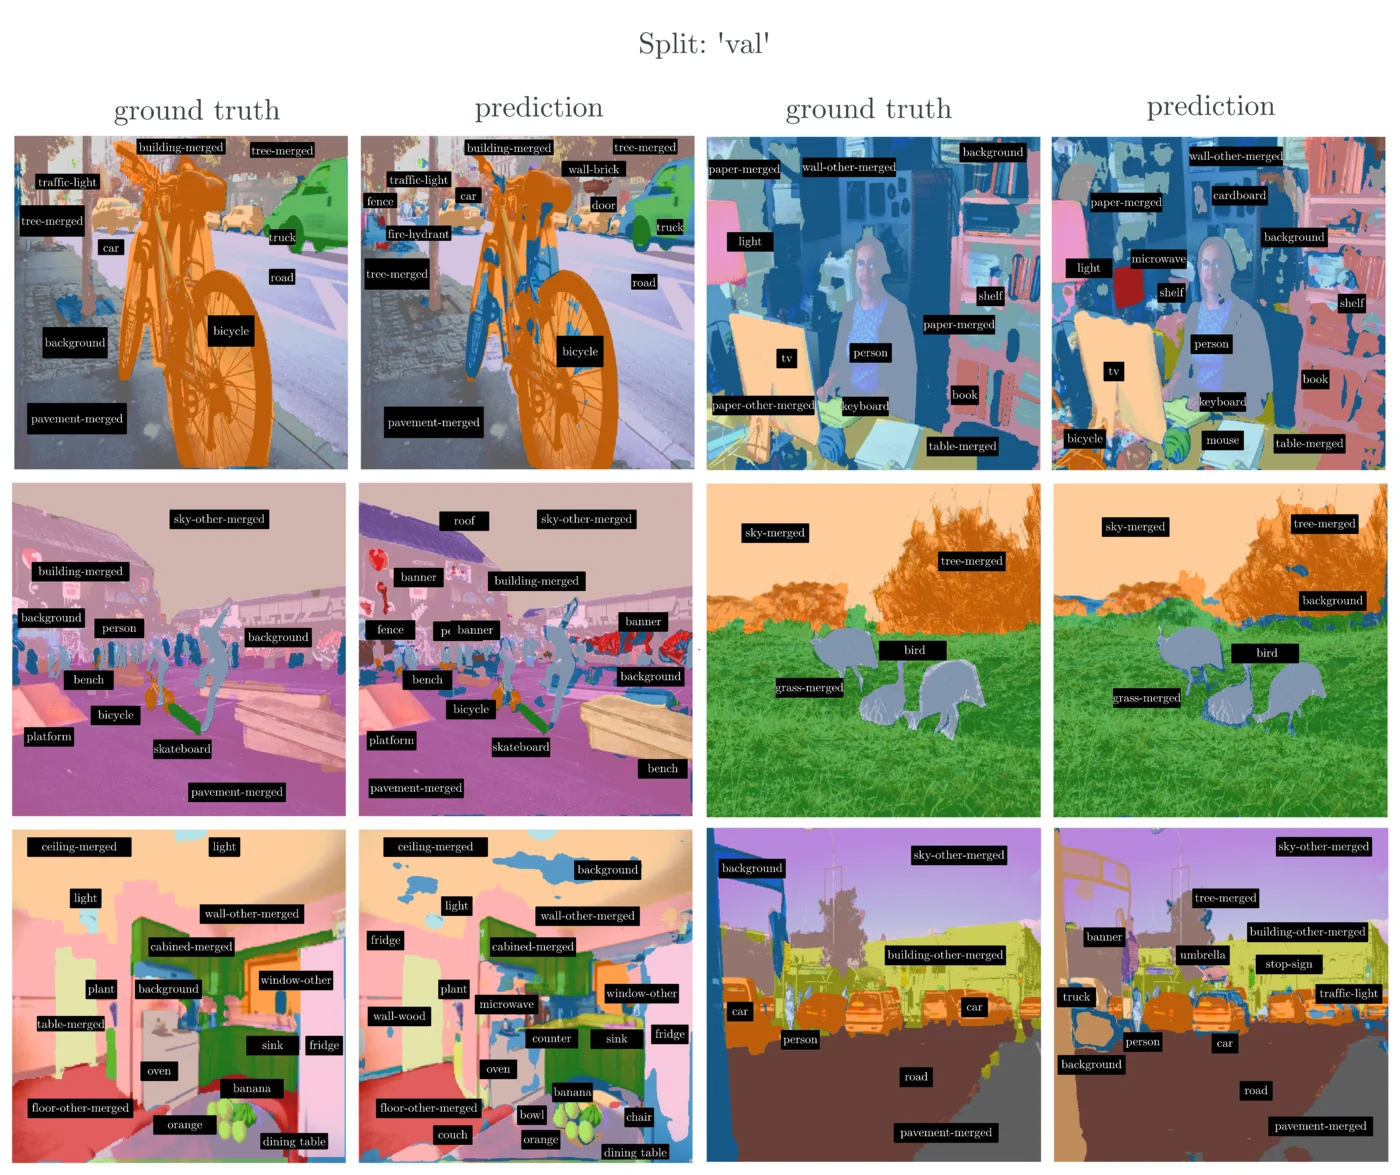 Split: 'val'
ground truth
prediction
ground truth
prediction
building-merged
tree-merged
traffic-light
tree-merged
car
truck
road
bicycle
background
pavement-merged
building-merged
tree-merged
wall-brick
traffic-light
car
fence
door
fire-hydrant
truck
tree-merged
road
bicycle
pavement-merged
background
paper-merged
wall-other-merged
light
shelf
paper-merged
person
tv
book
paper-other-merged
keyboard
table-merged
wall-other-merged
cardboard
paper-merged
background
microwave
light
shelf
shelf
person
tv
book
keyboard
bicycle
mouse
table-merged
sky-other-merged
building-merged
background
person
background
bench
bicycle
platform
skateboard
pavement-merged
roof
sky-other-merged
banner
building-merged
banner
fence
pe
banner
bench
background
bicycle
platform
skateboard
bench
pavement-merged
sky-merged
tree-merged
bird
grass-merged
sky-merged
tree-merged
background
bird
grass-merged
ceiling-merged
light
light
wall-other-merged
cabined-merged
window-other
plant
background
table-merged
sink
fridge
oven
banana
floor-other-merged
orange
dining table
ceiling-merged
background
light
wall-other-merged
fridge
cabined-merged
plant
window-other
microwave
wall-wood
counter
sink
fridge
oven
banana
floor-other-merged
bowl
chair
couch
orange
dining table
sky-other-merged
background
building-other-merged
car
car
person
road
pavement-merged
sky-other-merged
tree-merged
banner
building-other-merged
umbrella
stop-sign
truck
traffic-light
person
car
background
road
pavement-merged